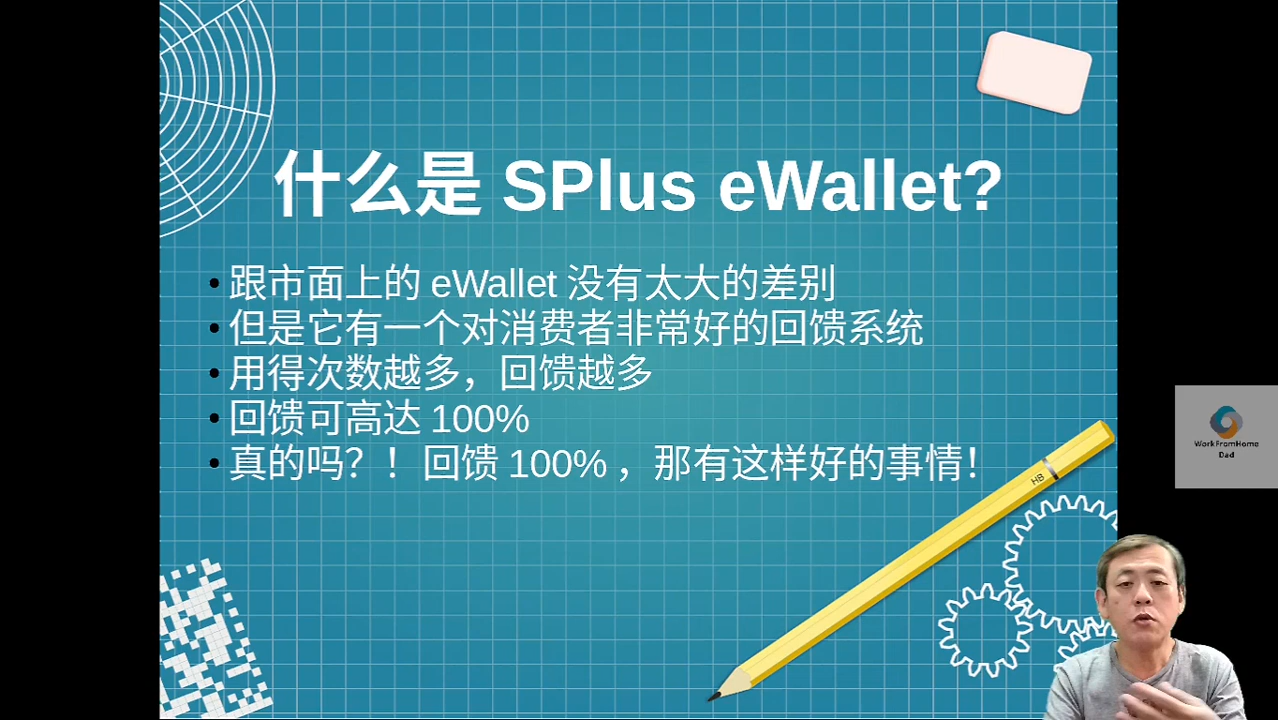 什么是 SPlus eWallet?
• 跟市面上的 eWallet 没有太大的差别
• 但是它有一个对消费者非常好的回馈系统
• 用得次数越多，回馈越多
• 回馈可高达 100%
• 真的吗？！回馈 100% ，那有这样好的事情！
HB
WorkFromHome
Dad